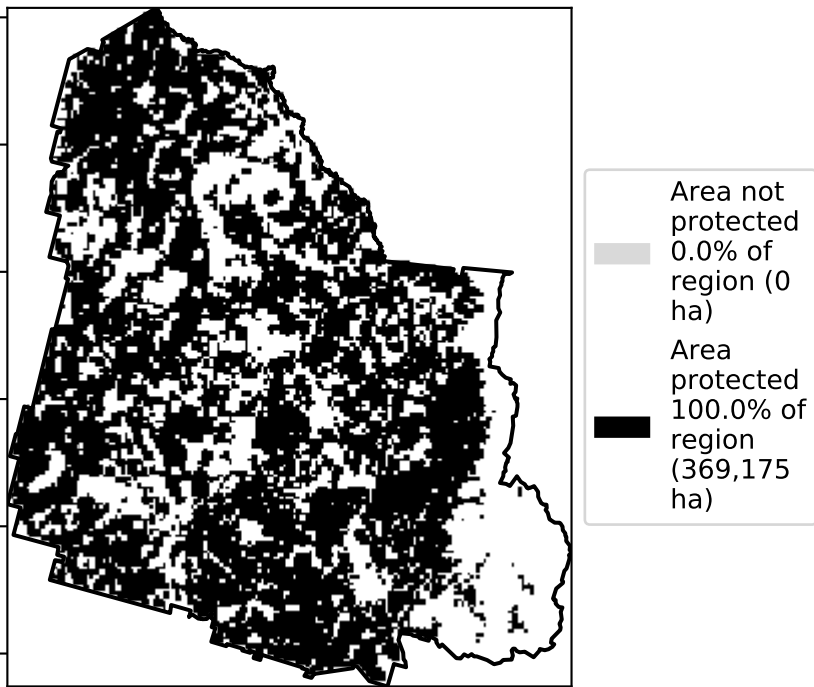 Area not
protected
0.0% of
region (0
ha)
Area
protected
100.0% of
region
(369,175
ha)